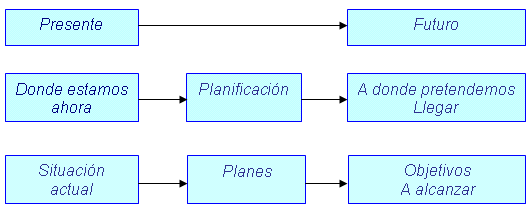 Presente
Futuro
Donde estamos
ahora
Planificación
A donde pretendemos
Llegar
Situación
actual
Planes
Objetivos
A alcanzar